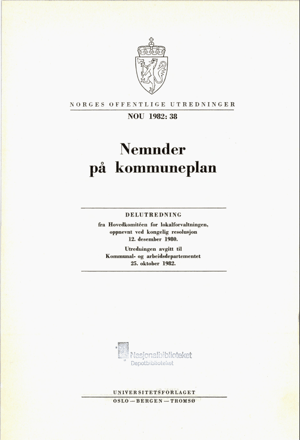 NORGES OFFENTLIGE UTREDNINGER
NOU 1982: 38
Nemnder
på kommuneplan
DELUTREDNING
fra Hovedkomitéen for lokalforvaltningen,
oppnevnt ved kongelig resolusjon
12. desember 1980.
Utredningen avgitt til
Kommunal- og arbeidsdepartementet
25. oktober 1982.
Nasjonalbiblioteket
Depotbiblioteket
UNIVERSITETSFORLAGET
OSLO — BERGEN — TROMSØ